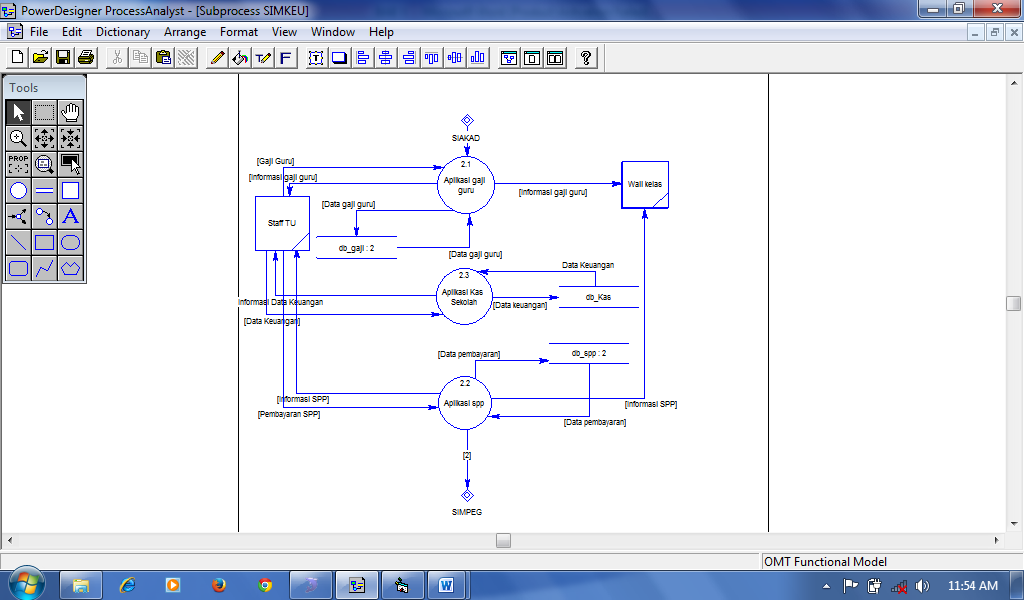 PowerDesigner ProcessAnalyst - [Subprocess SIMKEU]
File Edit Dictionary Arrange Format View Window Help
Tools
PROP
SIAKAD
[Gaji Guru]
2.1
Aplikasi gaji
guru
[Informasi gaji guru]
Wali kelas
[Informasi gaji guru]
[Data gaji guru]
Staff TU
db_gaji : 2
[Data gaji guru]
Data Keuangan
2.3
Aplikasi Kas
Sekolah
db_Kas
Informasi Data Keuangan
[Data keuangan]
[Data Keuangan]
[Data pembayaran]
db_spp : 2
2.2
Aplikasi spp
[Informasi SPP]
[Informasi SPP]
[Pembayaran SPP]
[Data pembayaran]
[2]
SIMPEG
OMT Functional Model
11:54 AM